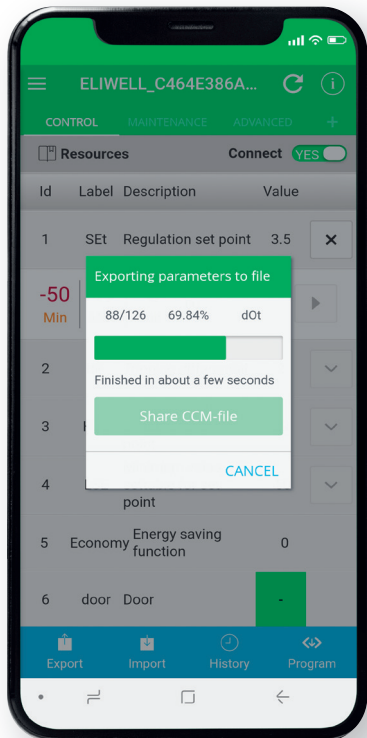 ELIWELL_C464E386A...
CONTROL MAINTENANCE ADVANCED +
Resources Connect YES
Id Label Description Value
1 SEt Regulation set point 3.5
-50
Min
Exporting parameters to file
88/126 69.84% dOt
Finished in about a few seconds
Share CCM-file
CANCEL
2
3
4
point
5 Economy Energy saving function 0
6 door Door -
Export Import History Program